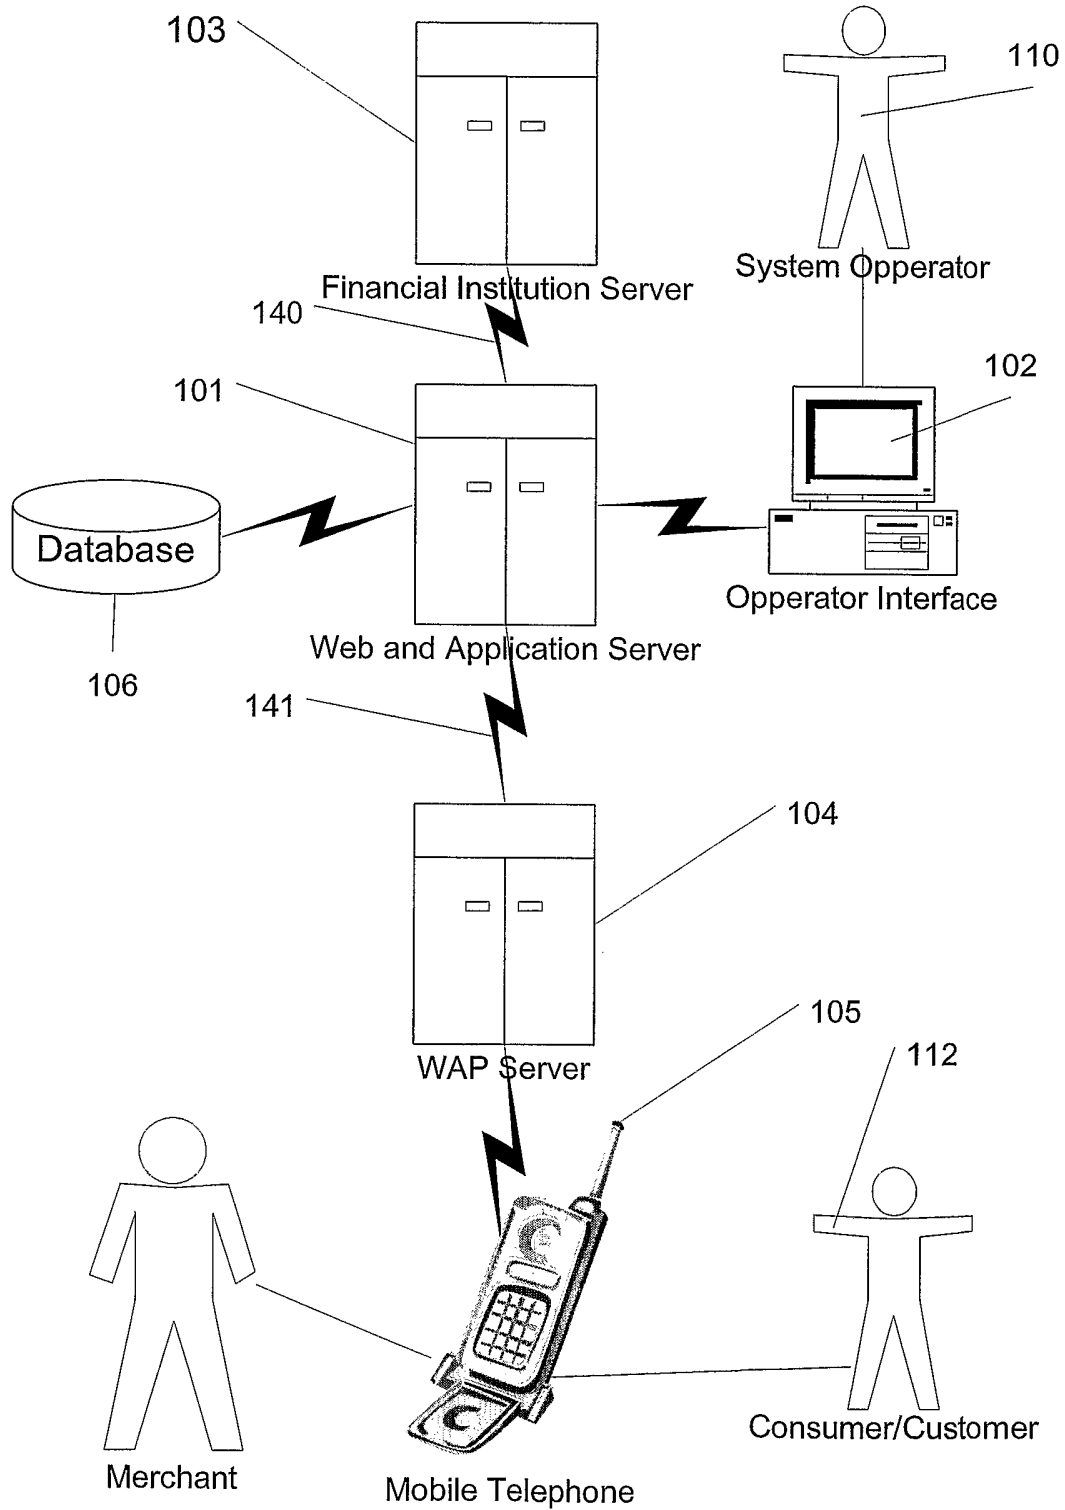 103
110
System Opperator
Financial Institution Server
140
102
101
Database
Opperator Interface
Web and Application Server
106
141
104
105
WAP Server
112
Consumer/Customer
Merchant
Mobile Telephone